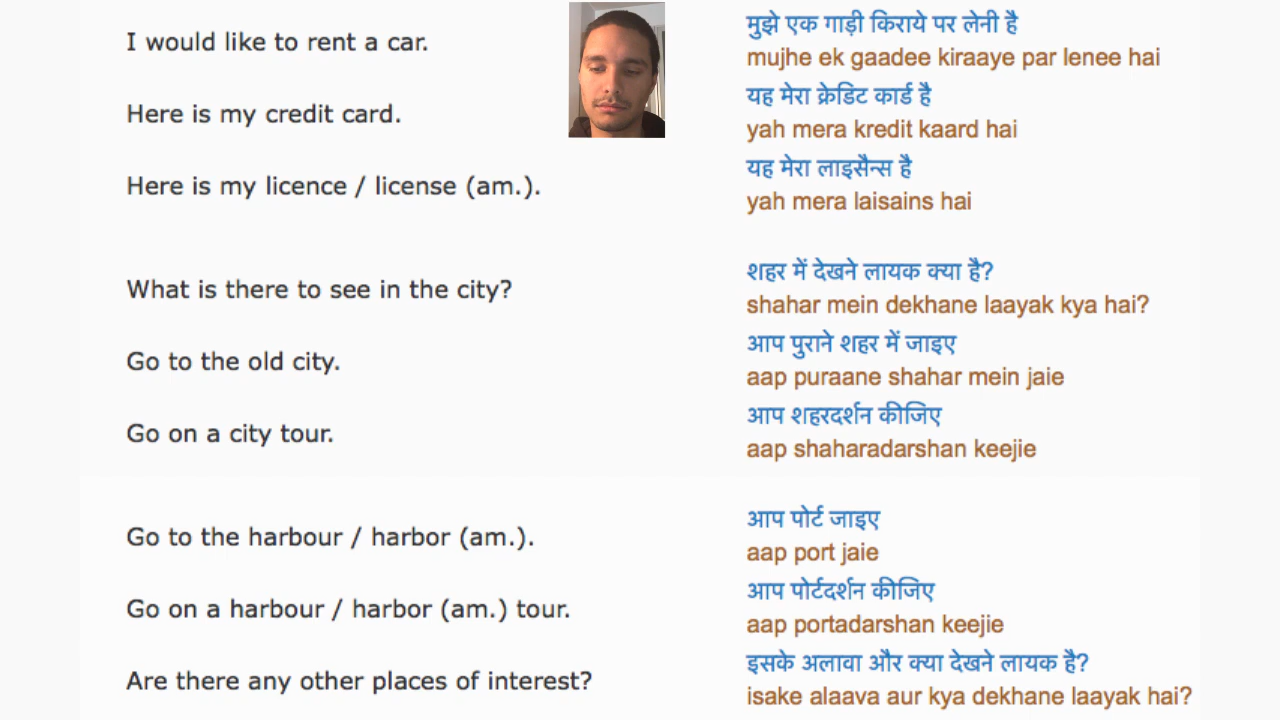 I would like to rent a car.
मुझे एक गाड़ी किराये पर लेनी है
mujhe ek gaadee kiraaye par lenee hai
Here is my credit card.
यह मेरा क्रेडिट कार्ड है
yah mera kredit kaard hai
Here is my licence / license (am.).
यह मेरा लाइसैन्स है
yah mera laisains hai
What is there to see in the city?
शहर में देखने लायक क्या है?
shahar mein dekhane laayak kya hai?
Go to the old city.
आप पुराने शहर में जाइए
aap puraane shahar mein jaie
Go on a city tour.
आप शहरदर्शन कीजिए
aap shaharadarshan keejie
Go to the harbour / harbor (am.).
आप पोर्ट जाइए
aap port jaie
Go on a harbour / harbor (am.) tour.
आप पोर्टदर्शन कीजिए
aap portadarshan keejie
Are there any other places of interest?
इसके अलावा और क्या देखने लायक है?
isake alaava aur kya dekhane laayak hai?